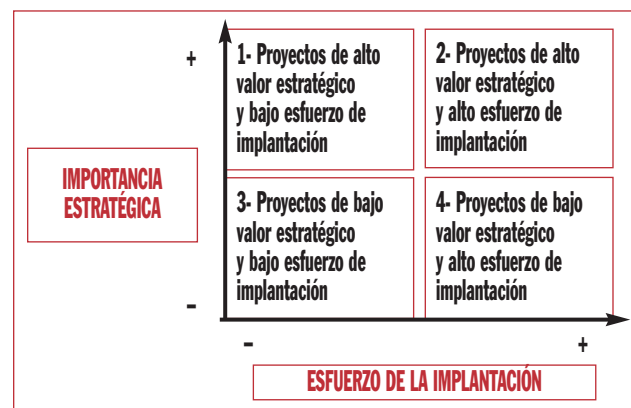 +
1- Proyectos de alto
valor estratégico
y bajo esfuerzo de
implantación
2- Proyectos de alto
valor estratégico
y alto esfuerzo de
implantación
IMPORTANCIA
ESTRATÉGICA
3- Proyectos de bajo
valor estratégico
y bajo esfuerzo de
implantación
4- Proyectos de bajo
valor estratégico
y alto esfuerzo de
implantación
–
–
+
ESFUERZO DE LA IMPLANTACIÓN